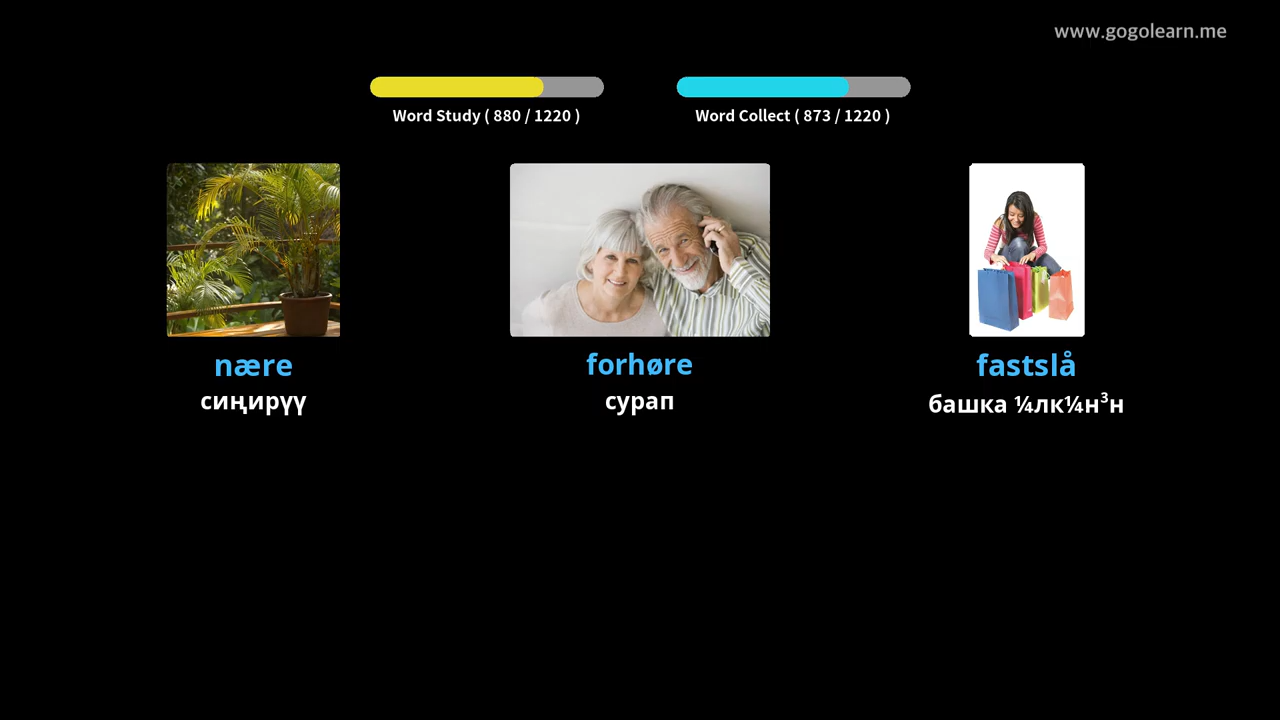 www.gogolearn.me
Word Study ( 880 / 1220 )
Word Collect ( 873 / 1220 )
nære
forhøre
fastslå
сиңирүү
сурап
башка ¼лк¼н³н